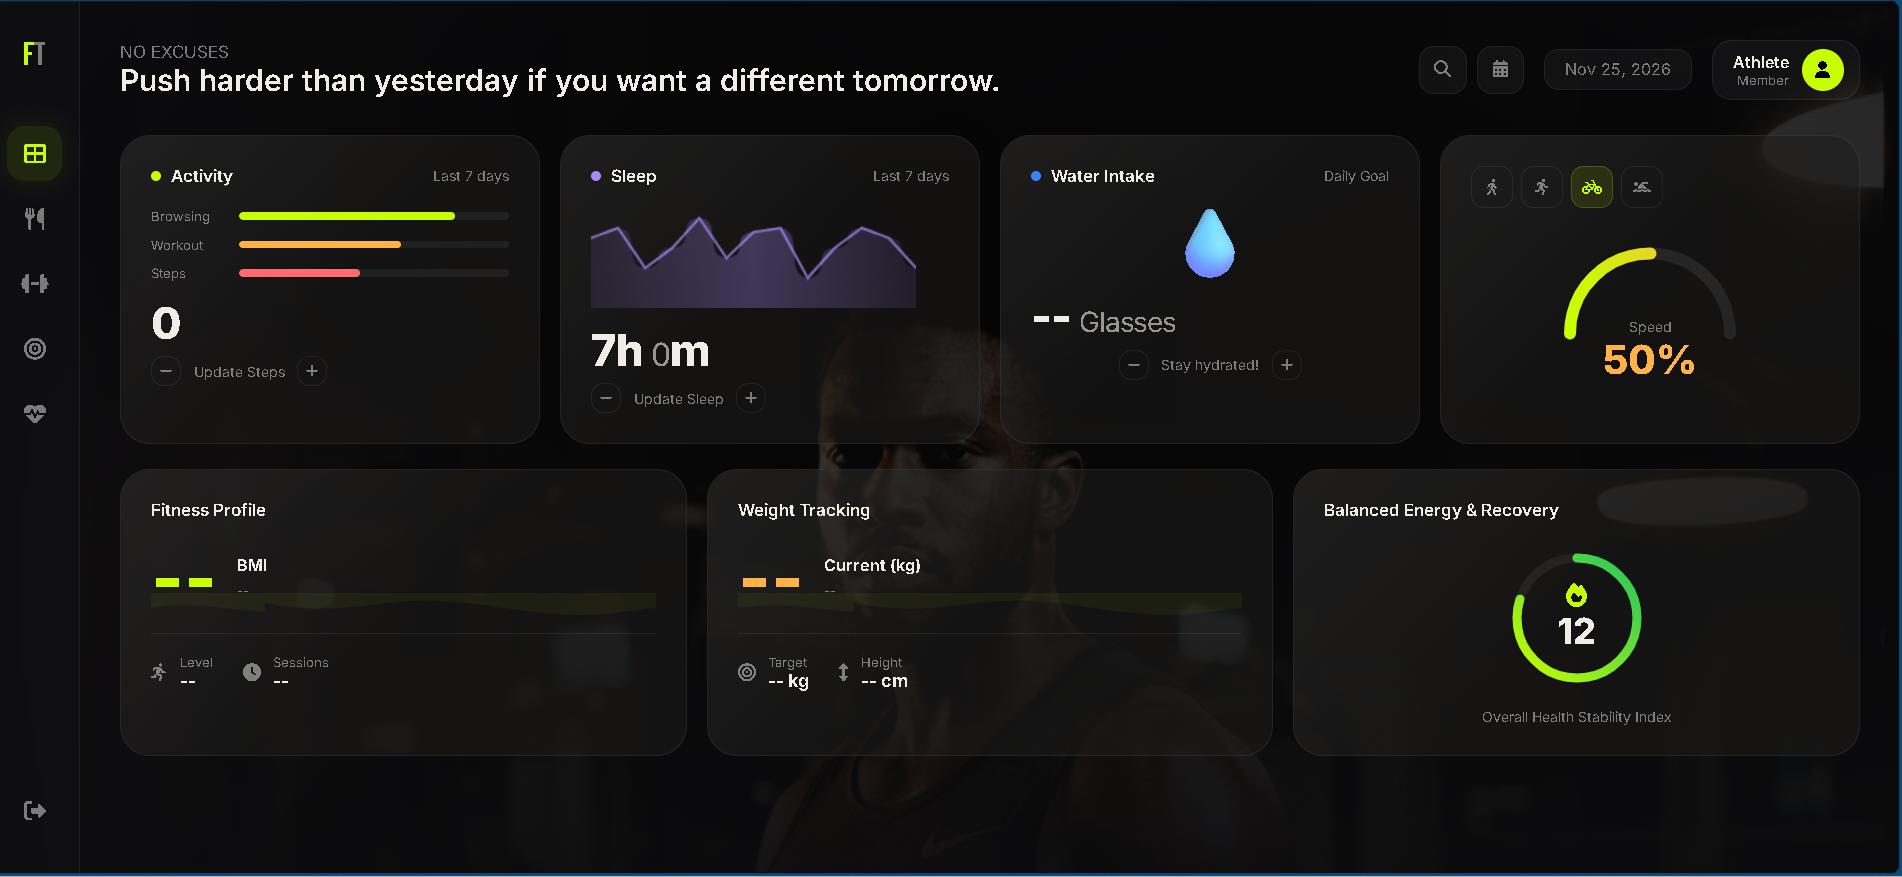 FT
NO EXCUSES
Push harder than yesterday if you want a different tomorrow.
Nov 25, 2026
Athlete
Member
Activity
Last 7 days
Browsing
Workout
Steps
0
− Update Steps +
Sleep
Last 7 days
7h 0m
− Update Sleep +
Water Intake
Daily Goal
-- Glasses
− Stay hydrated! +
Speed
50%
Fitness Profile
--
BMI
--
Level
--
Sessions
--
Weight Tracking
--
Current (kg)
--
Target
-- kg
Height
-- cm
Balanced Energy & Recovery
12
Overall Health Stability Index